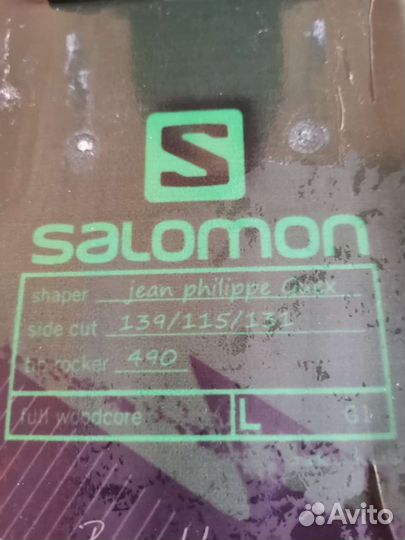 S
salomon
shaper jean philippe
side cut 139/115/131
tip rocker 490
full woodcore L
Avito